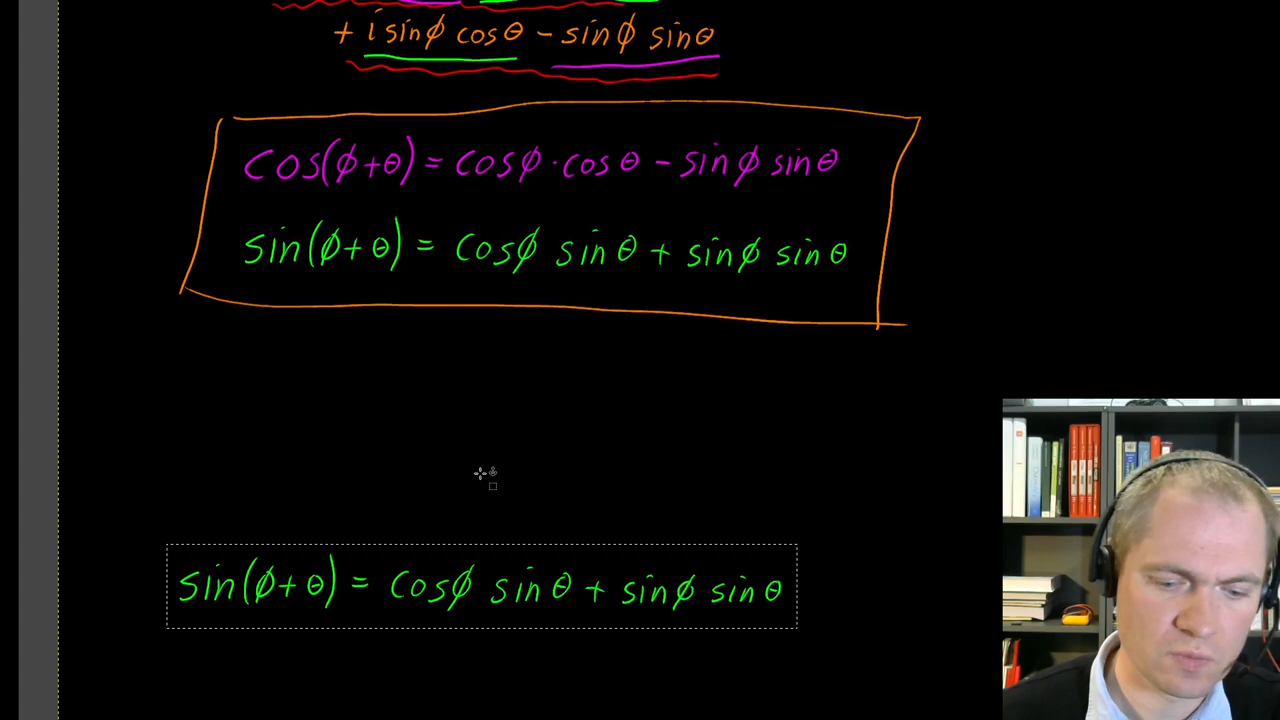 + i sinϕ cosθ − sinϕ sinθ
cos(ϕ+θ) = cosϕ · cosθ − sinϕ sinθ
sin(ϕ+θ) = cosϕ sinθ + sinϕ sinθ
sin(ϕ+θ) = cosϕ sinθ + sinϕ sinθ